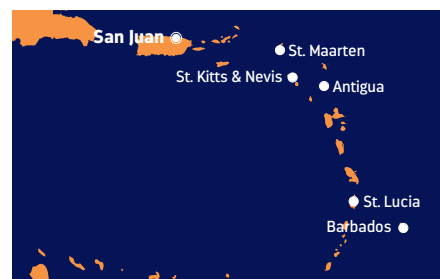 San Juan
St. Maarten
St. Kitts & Nevis
Antigua
St. Lucia
Barbados